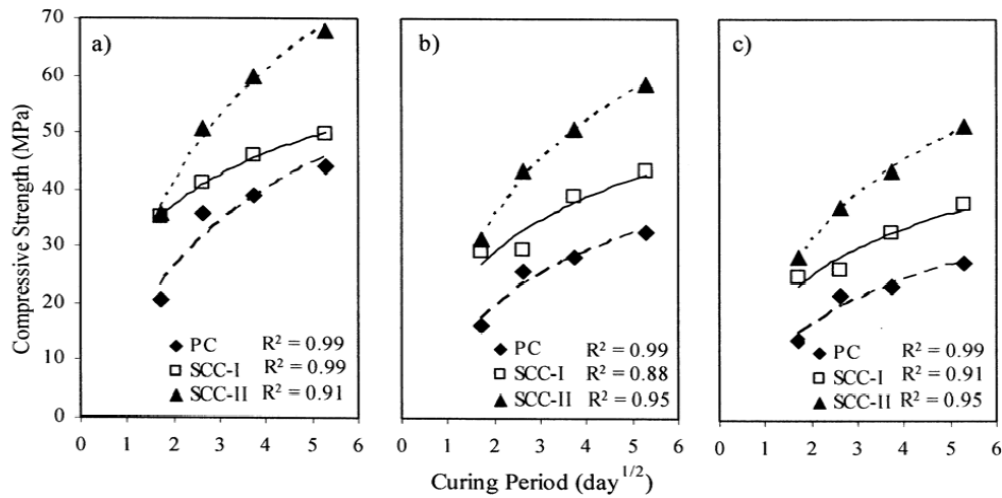 Compressive Strength (MPa)
70
60
50
40
30
20
10
0
a)
PC R² = 0.99
SCC-I R² = 0.99
SCC-II R² = 0.91
0 1 2 3 4 5 6
b)
PC R² = 0.99
SCC-I R² = 0.88
SCC-II R² = 0.95
0 1 2 3 4 5 6
c)
PC R² = 0.99
SCC-I R² = 0.91
SCC-II R² = 0.95
0 1 2 3 4 5 6
Curing Period (day 1/2)